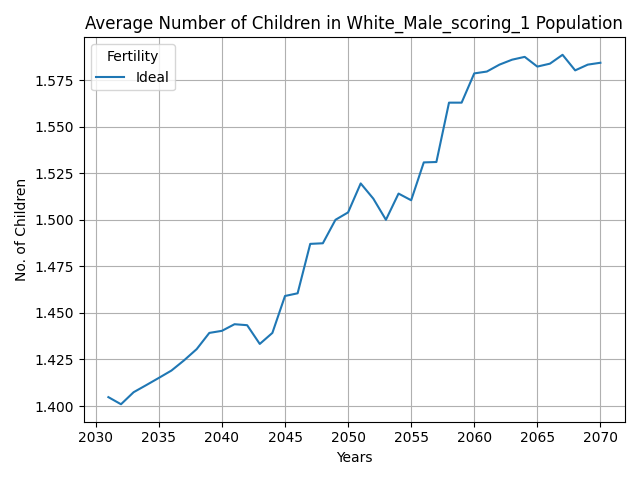 Average Number of Children in White_Male_scoring_1 Population
Fertility
Ideal
No. of Children
1.575
1.550
1.525
1.500
1.475
1.450
1.425
1.400
2030 2035 2040 2045 2050 2055 2060 2065 2070
Years